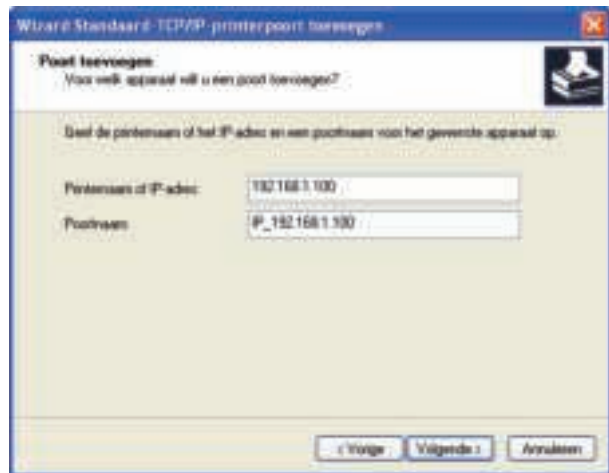 Wizard Standaard-TCP/IP-printerpoort toevoegen
Poort toevoegen
Voor welk apparaat wilt u een poort toevoegen?
Geef de printernaam of het IP-adres en een poortnaam voor het gewenste apparaat op.
Printernaam of IP-adres: 192.168.1.100
Poortnaam: IP_192.168.1.100
< Vorige Volgende > Annuleren